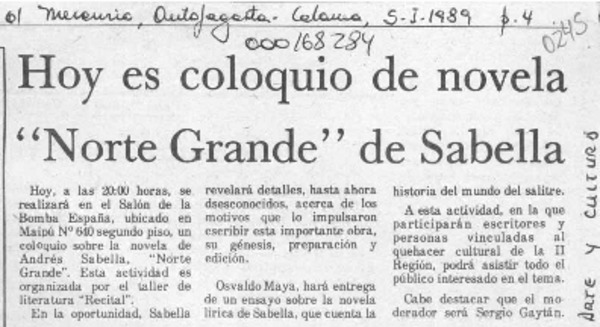 el Mercurio, Antofagasta-Calama, 5-I-1989 p. 4
000168284
0245
Hoy es coloquio de novela
“Norte Grande” de Sabella
Hoy, a las 20:00 horas, se
realizará en el Salón de la
Bomba España, ubicado en
Maipú Nº 640 segundo piso, un
coloquio sobre la novela de
Andrés Sabella, “Norte
Grande”. Esta actividad es
organizada por el taller de
literatura “Recital”.
En la oportunidad, Sabella
revelará detalles, hasta ahora
dsesconocidos, acerca de los
motivos que lo impulsaron
escribir esta importante obra,
su génesis, preparación y
edición.
Osvaldo Maya, hará entrega
de un ensayo sobre la novela
lírica de Sabella, que cuenta la
historia del mundo del salitre.
A esta actividad, en la que
participarán escritores y
personas vinculadas al
quehacer cultural de la II
Región, podrá asistir todo el
público interesado en el tema.
Cabe destacar que el mo-
derador será Sergio Gaytán.
ARTE Y CULTURA